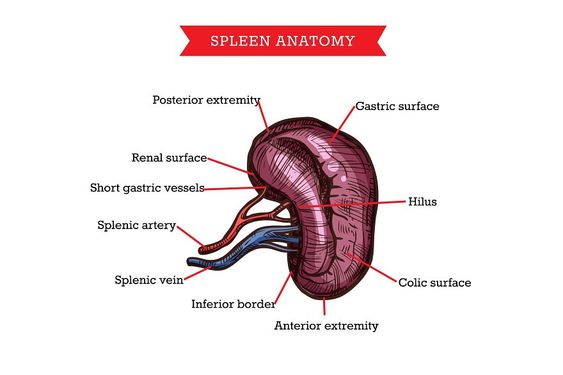 SPLEEN ANATOMY
Posterior extremity
Gastric surface
Renal surface
Short gastric vessels
Hilus
Splenic artery
Splenic vein
Colic surface
Inferior border
Anterior extremity